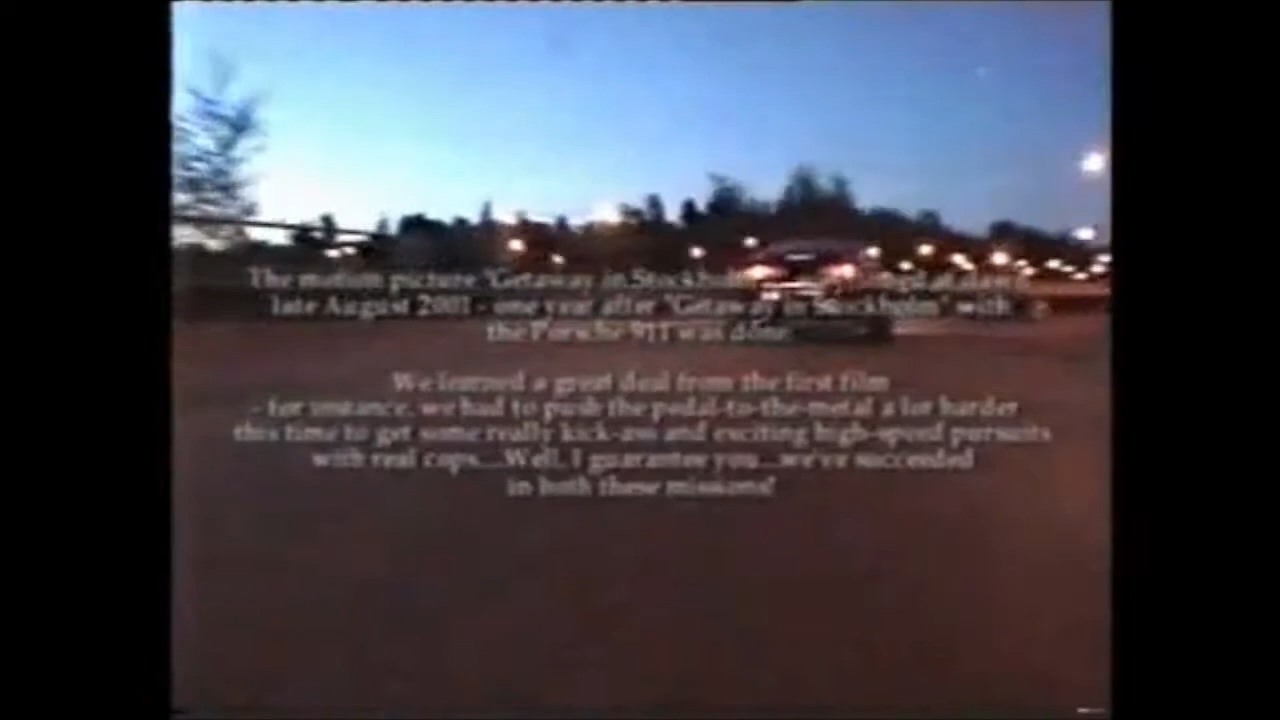 The motion picture 'Getaway in Stockholm
late August 2001 - one year after 'Getaway in Stockholm' with
the Porsche 911 was done.
We learned a great deal from the first film
- for instance, we had to push the pedal-to-the-metal a lot harder
this time to get some really kick-ass and exciting high-speed pursuits
with real cops....Well, I guarantee you...we've succeeded
in both these missions!